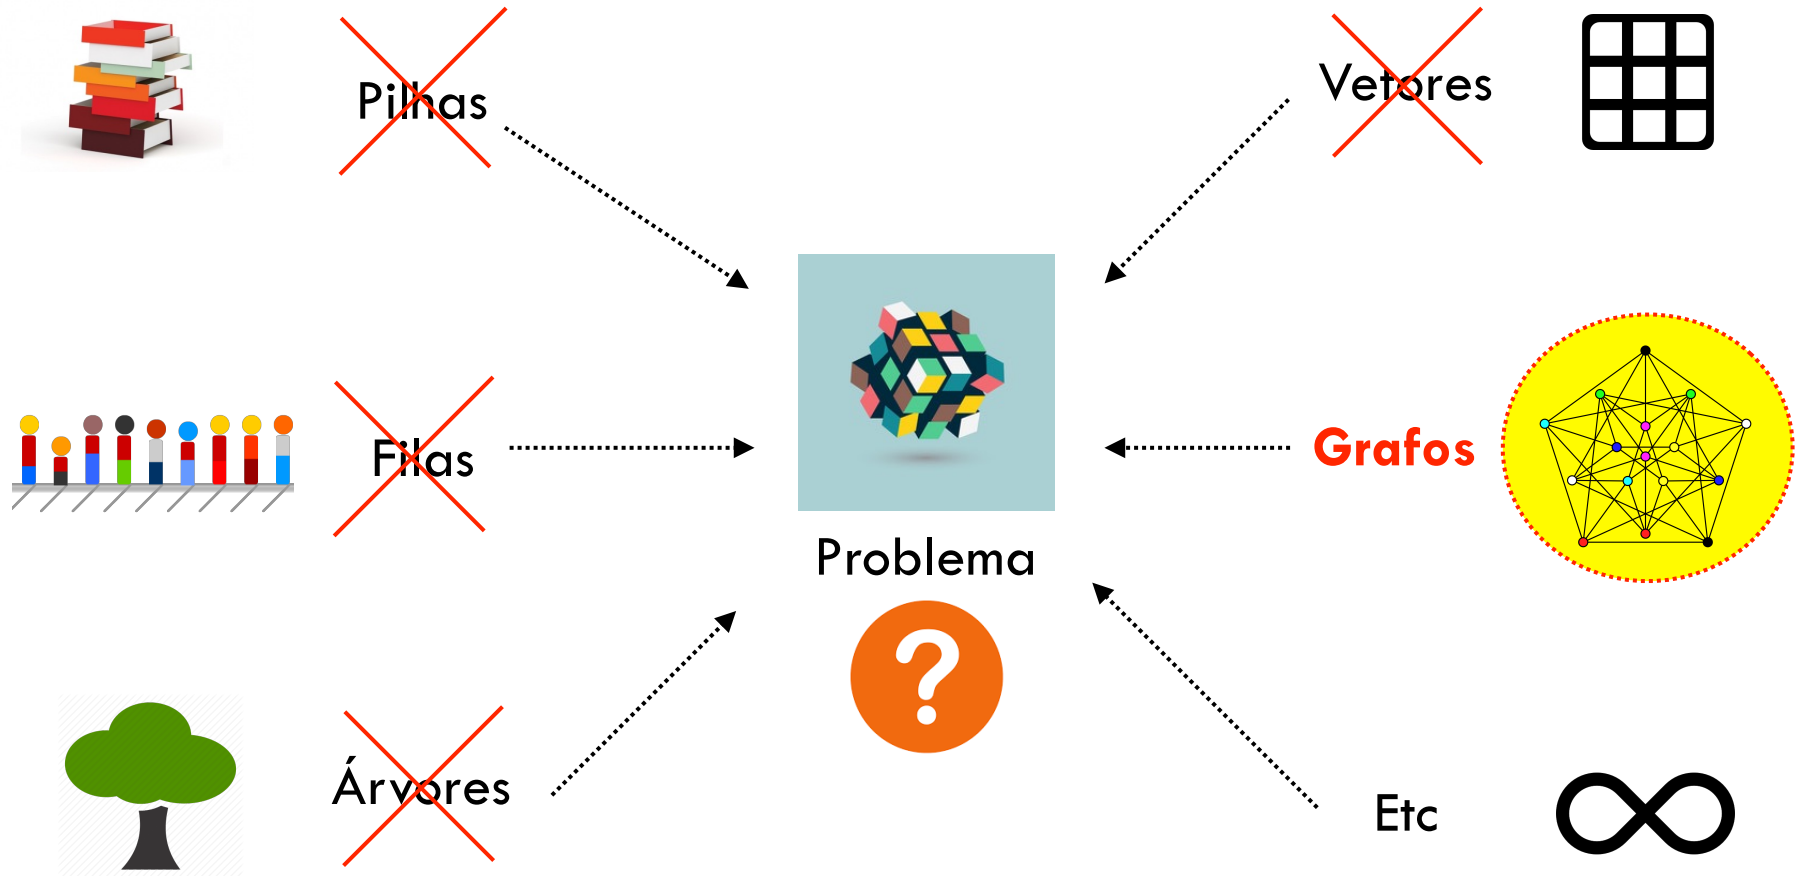 Pilhas
Vetores
Filas
Grafos
Problema
?
Árvores
Etc